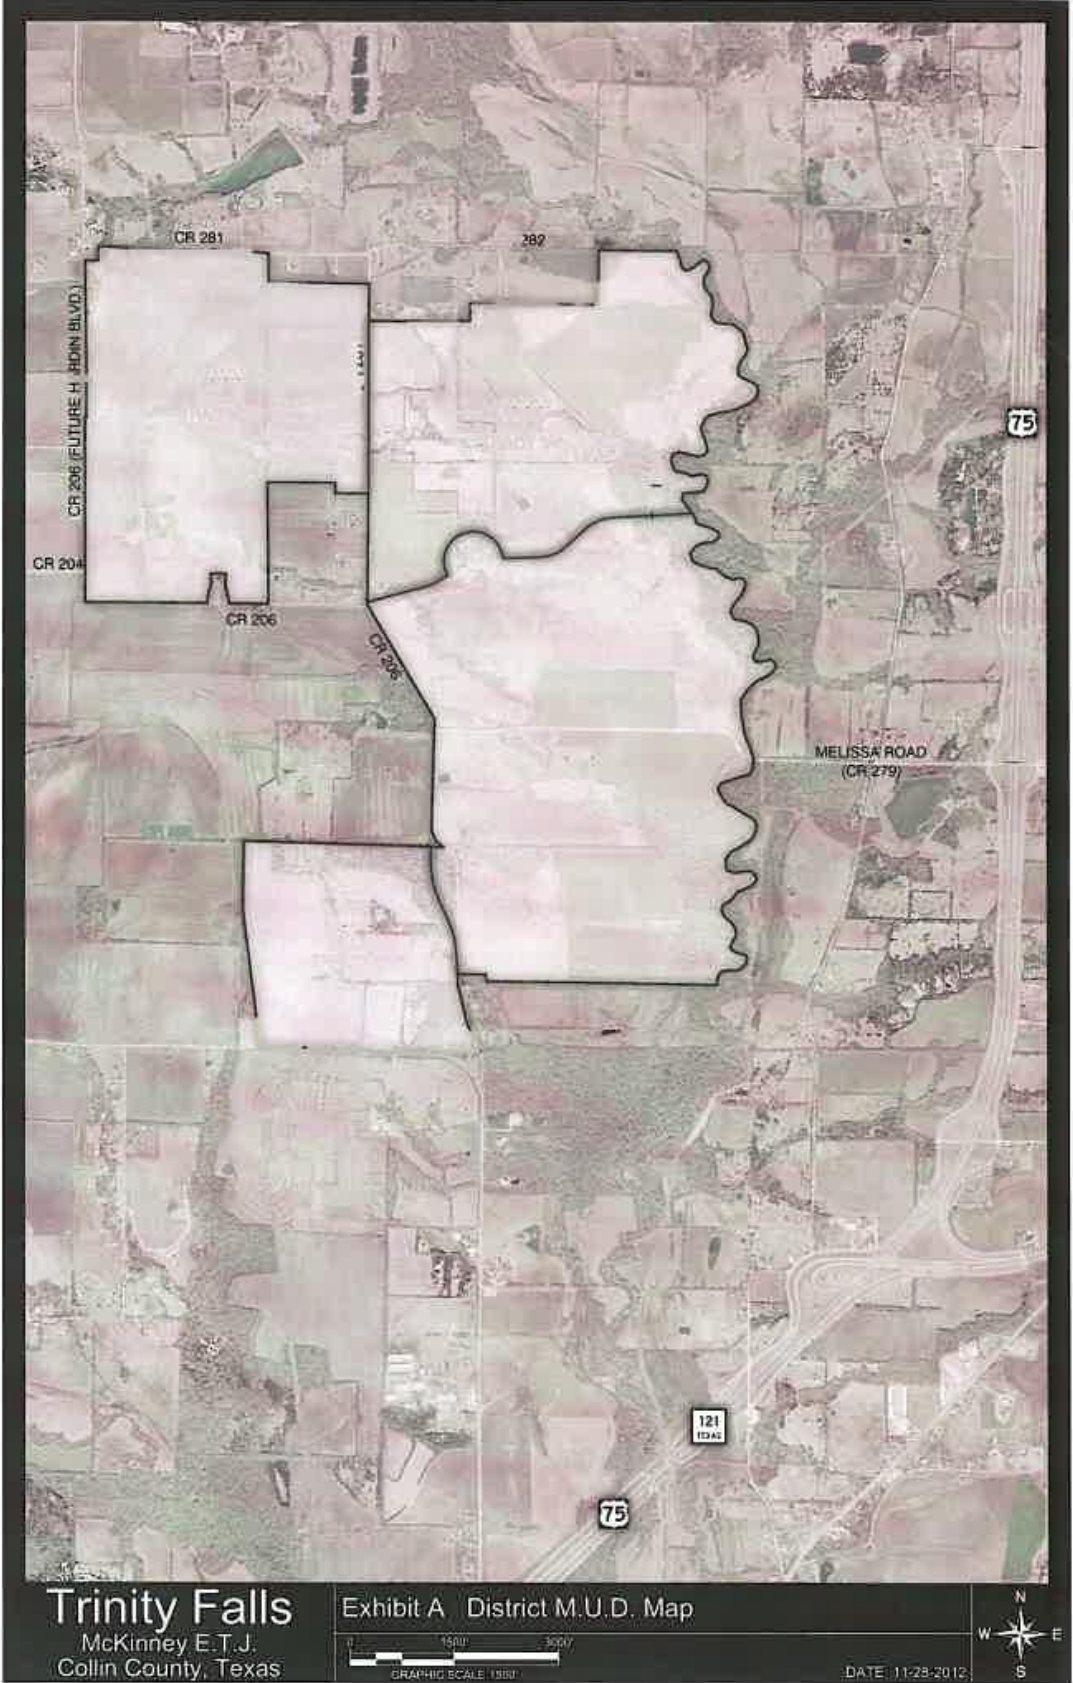 CR 281
282
CR 206 (FUTURE H RDIN BLVD.)
75
CR 204
CR 206
CR 206
MELISSA ROAD
(CR 279)
121
TEXAS
75
Trinity Falls
McKinney E.T.J.
Collin County, Texas
Exhibit A District M.U.D. Map
0 1500' 3000'
GRAPHIC SCALE 1500'
DATE 11-28-2012
N
W E
S